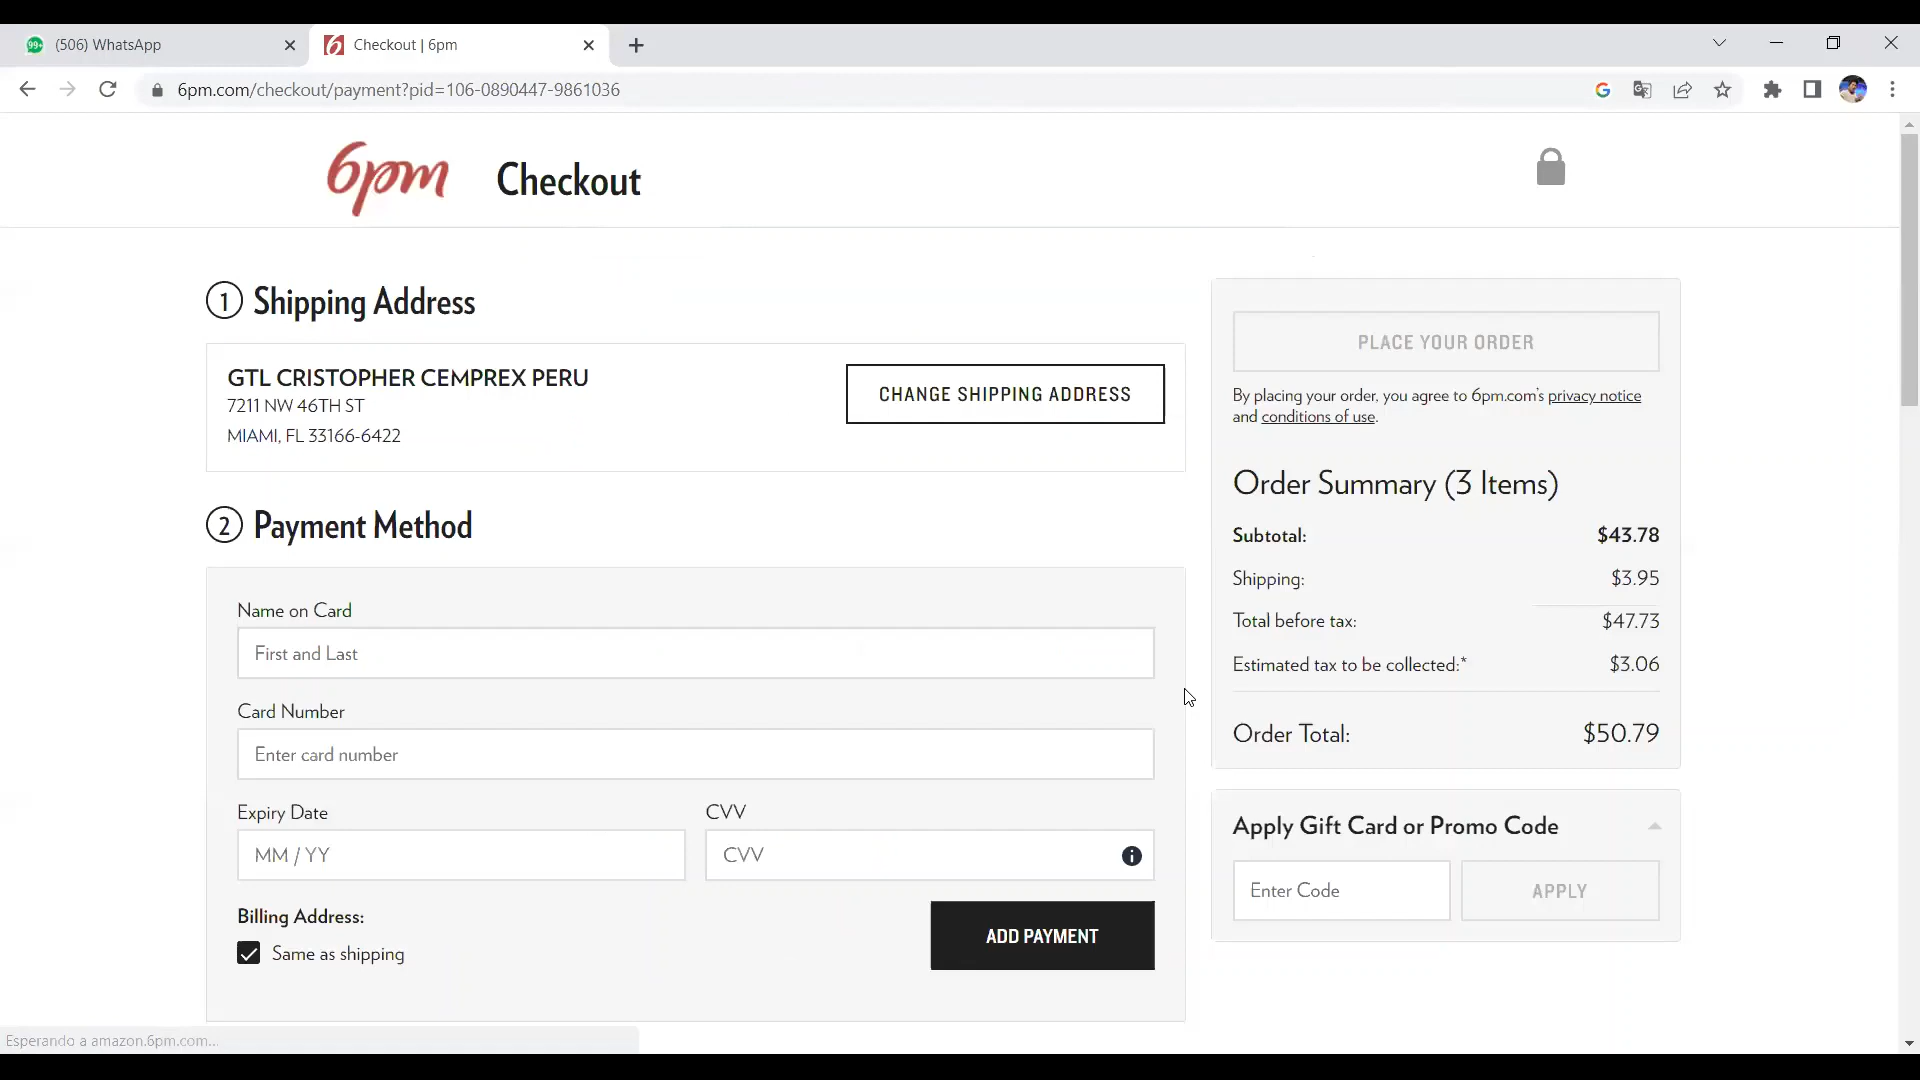 (506) WhatsApp
Checkout | 6pm
6pm.com/checkout/payment?pid=106-0890447-9861036
6pm Checkout
1 Shipping Address
GTL CRISTOPHER CEMPREX PERU
7211 NW 46TH ST
MIAMI, FL 33166-6422
CHANGE SHIPPING ADDRESS
2 Payment Method
Name on Card
First and Last
Card Number
Enter card number
Expiry Date
MM / YY
CVV
CVV
Billing Address:
Same as shipping
ADD PAYMENT
PLACE YOUR ORDER
By placing your order, you agree to 6pm.com's privacy notice
and conditions of use.
Order Summary (3 Items)
Subtotal: $43.78
Shipping: $3.95
Total before tax: $47.73
Estimated tax to be collected:* $3.06
Order Total: $50.79
Apply Gift Card or Promo Code
Enter Code
APPLY
Esperando a amazon.6pm.com...